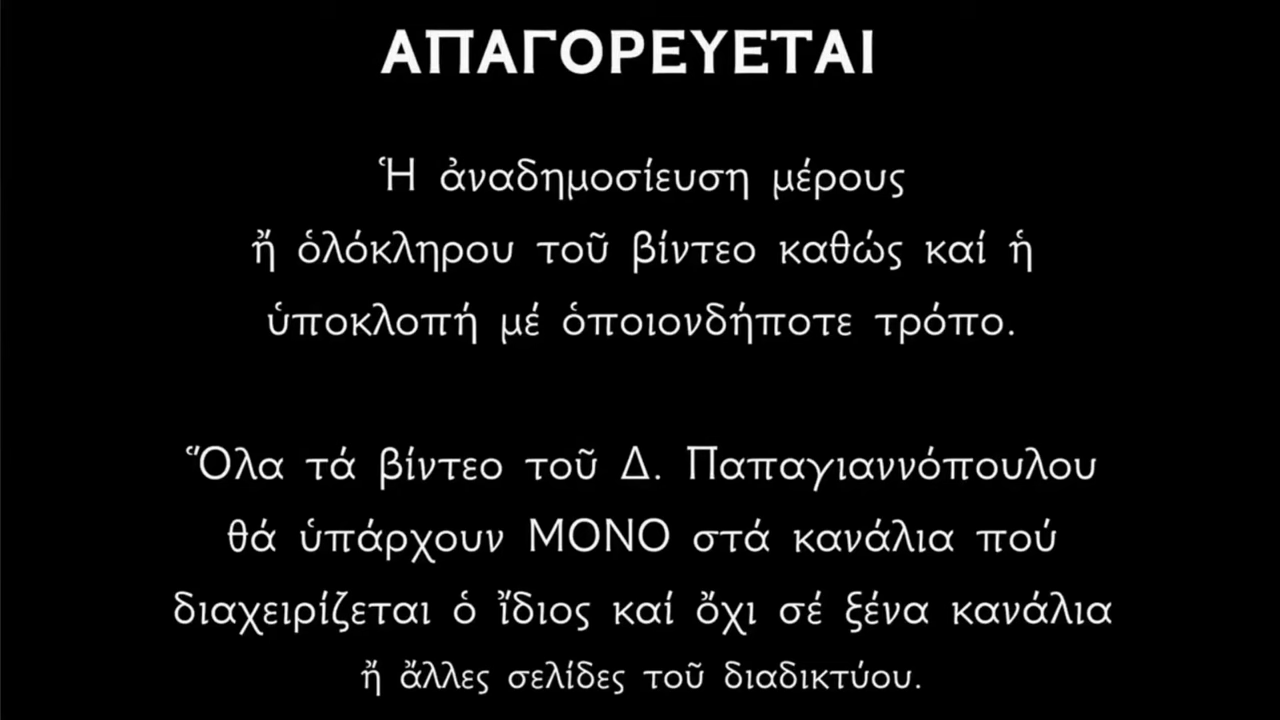 ΑΠΑΓΟΡΕΥΕΤΑΙ
Ἡ ἀναδημοσίευση μέρους
ἤ ὁλόκληρου τοῦ βίντεο καθώς καί ἡ
ὑποκλοπή μέ ὁποιονδήποτε τρόπο.
Ὅλα τά βίντεο τοῦ Δ. Παπαγιαννόπουλου
θά ὑπάρχουν ΜΟΝΟ στά κανάλια πού
διαχειρίζεται ὁ ἴδιος καί ὄχι σέ ξένα κανάλια
ἤ ἄλλες σελίδες τοῦ διαδικτύου.